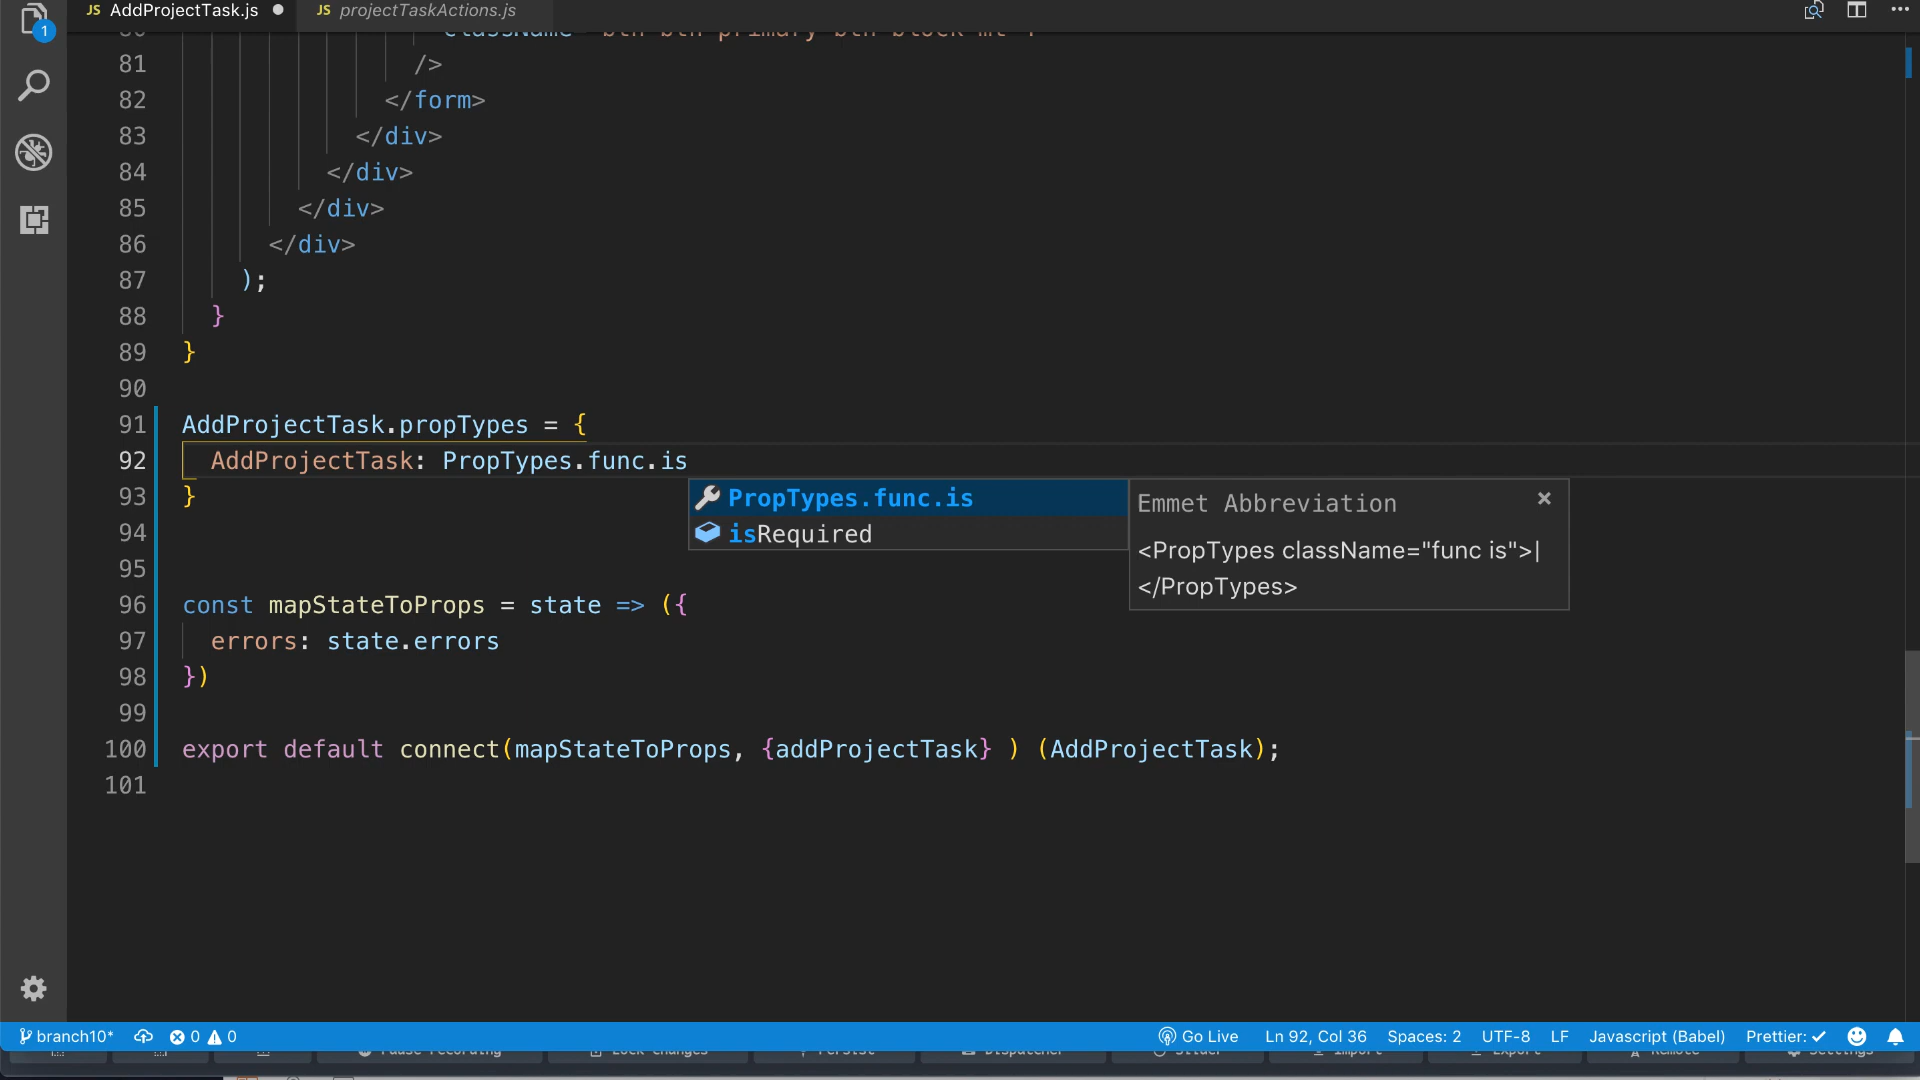 JS AddProjectTask.js
JS projectTaskActions.js
1
81 />
82 </form>
83 </div>
84 </div>
85 </div>
86 </div>
87 );
88 }
89 }
90
91 AddProjectTask.propTypes = {
92 AddProjectTask: PropTypes.func.is
93 }
PropTypes.func.is
isRequired
Emmet Abbreviation
<PropTypes className="func is">|
</PropTypes>
94
95
96 const mapStateToProps = state => ({
97 errors: state.errors
98 })
99
100 export default connect(mapStateToProps, {addProjectTask} ) (AddProjectTask);
101
branch10* 0 0 Go Live Ln 92, Col 36 Spaces: 2 UTF-8 LF Javascript (Babel) Prettier: ✓